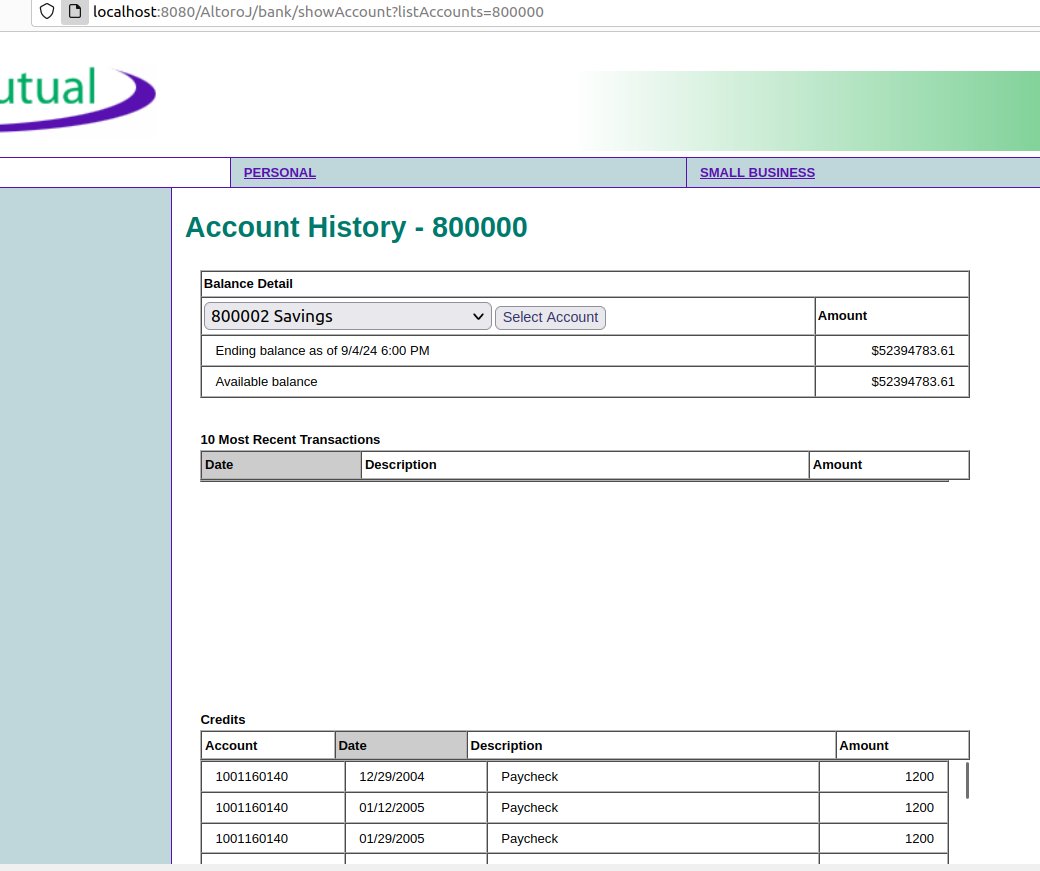 localhost:8080/AltoroJ/bank/showAccount?listAccounts=800000
utual
PERSONAL
SMALL BUSINESS
Account History - 800000
Balance Detail
800002 Savings Select Account Amount
Ending balance as of 9/4/24 6:00 PM $52394783.61
Available balance $52394783.61
10 Most Recent Transactions
Date Description Amount
Credits
Account Date Description Amount
1001160140 12/29/2004 Paycheck 1200
1001160140 01/12/2005 Paycheck 1200
1001160140 01/29/2005 Paycheck 1200